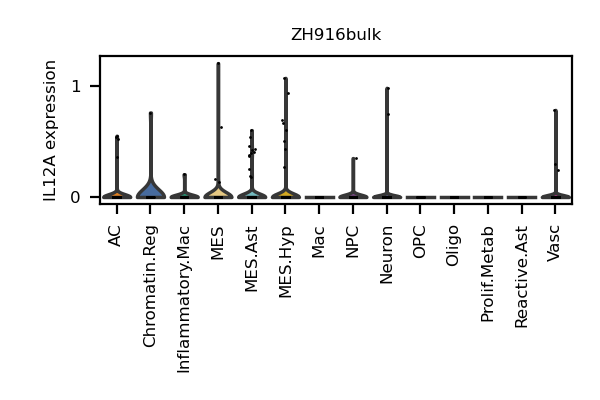 ZH916bulk
IL12A expression
1
0
AC
Chromatin.Reg
Inflammatory.Mac
MES
MES.Ast
MES.Hyp
Mac
NPC
Neuron
OPC
Oligo
Prolif.Metab
Reactive.Ast
Vasc